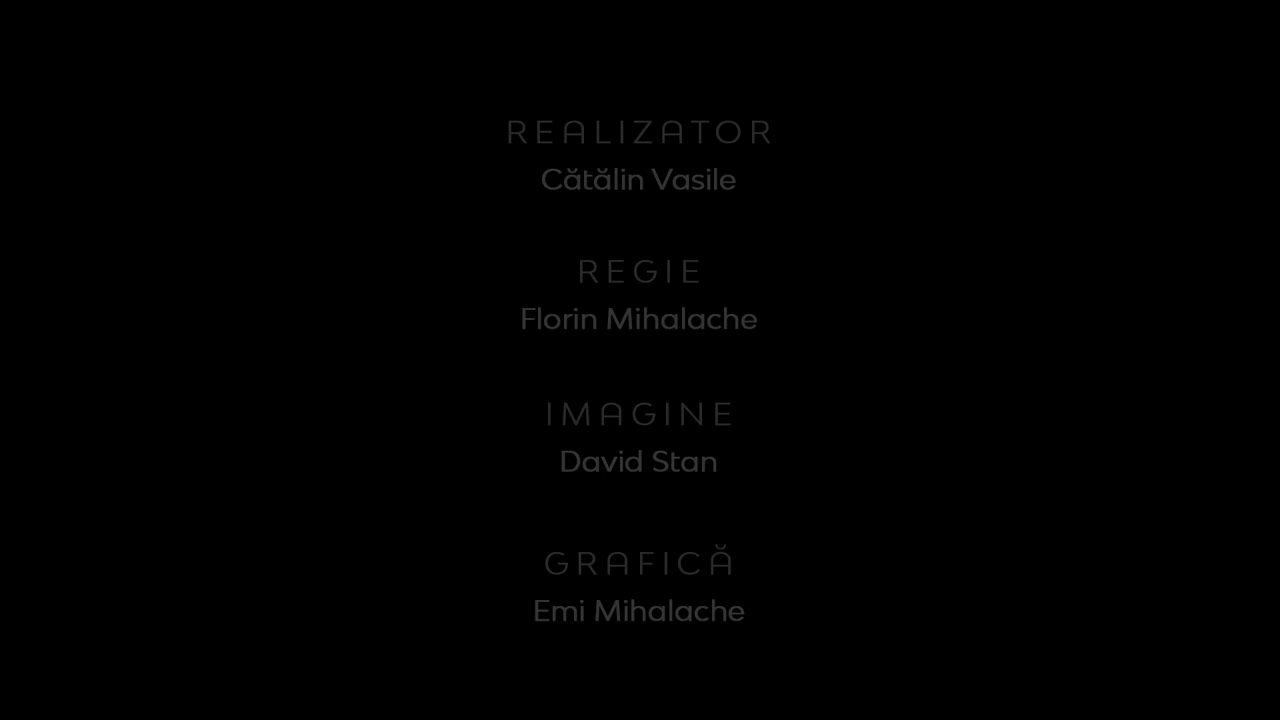 REALIZATOR
Cătălin Vasile
REGIE
Florin Mihalache
IMAGINE
David Stan
GRAFICĂ
Emi Mihalache